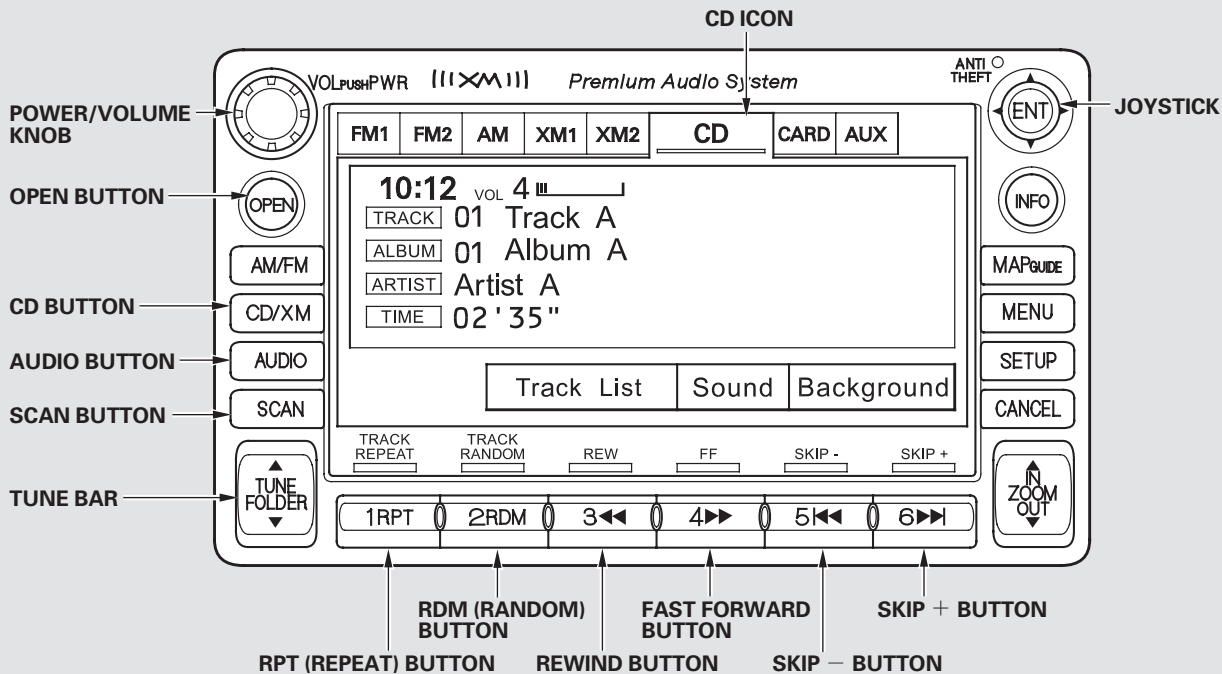 CD ICON
VOL PUSH PWR XM Premium Audio System ANTI THEFT
POWER/VOLUME KNOB
ENT
JOYSTICK
FM1 FM2 AM XM1 XM2 CD CARD AUX
OPEN BUTTON
OPEN
10:12 VOL 4
INFO
TRACK 01 Track A
ALBUM 01 Album A
AM/FM
MAP GUIDE
ARTIST Artist A
CD BUTTON
CD/XM
TIME 02'35"
MENU
AUDIO BUTTON
AUDIO
SETUP
Track List Sound Background
SCAN BUTTON
SCAN
CANCEL
TRACK REPEAT TRACK RANDOM REW FF SKIP - SKIP +
TUNE BAR
TUNE FOLDER
IN ZOOM OUT
1RPT 2RDM 3◀◀ 4▶▶ 5|◀◀ 6▶▶|
RDM (RANDOM) BUTTON
FAST FORWARD BUTTON
SKIP + BUTTON
RPT (REPEAT) BUTTON
REWIND BUTTON
SKIP − BUTTON